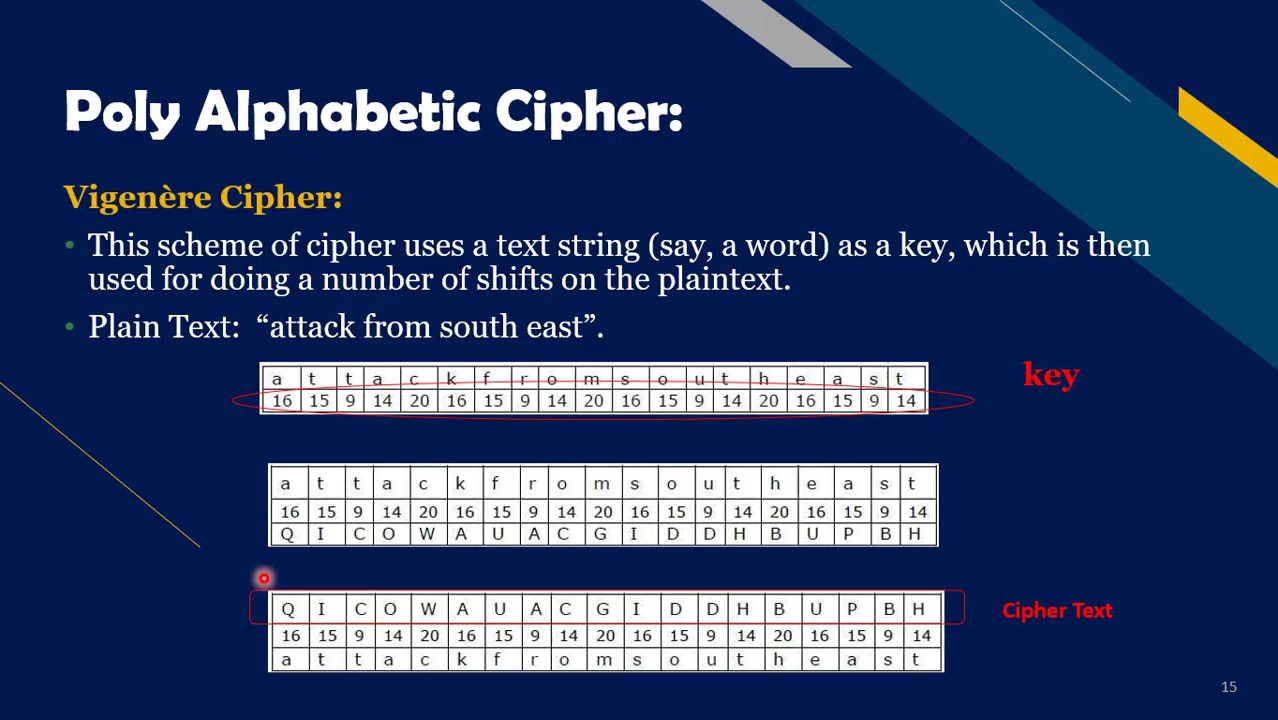 Poly Alphabetic Cipher:
Vigenère Cipher:
• This scheme of cipher uses a text string (say, a word) as a key, which is then
used for doing a number of shifts on the plaintext.
• Plain Text:  “attack from south east”.
a t t a c k f r o m s o u t h e a s t
key
16 15 9 14 20 16 15 9 14 20 16 15 9 14 20 16 15 9 14
a t t a c k f r o m s o u t h e a s t
16 15 9 14 20 16 15 9 14 20 16 15 9 14 20 16 15 9 14
Q I C O W A U A C G I D D H B U P B H
Q I C O W A U A C G I D D H B U P B H
Cipher Text
16 15 9 14 20 16 15 9 14 20 16 15 9 14 20 16 15 9 14
a t t a c k f r o m s o u t h e a s t
15